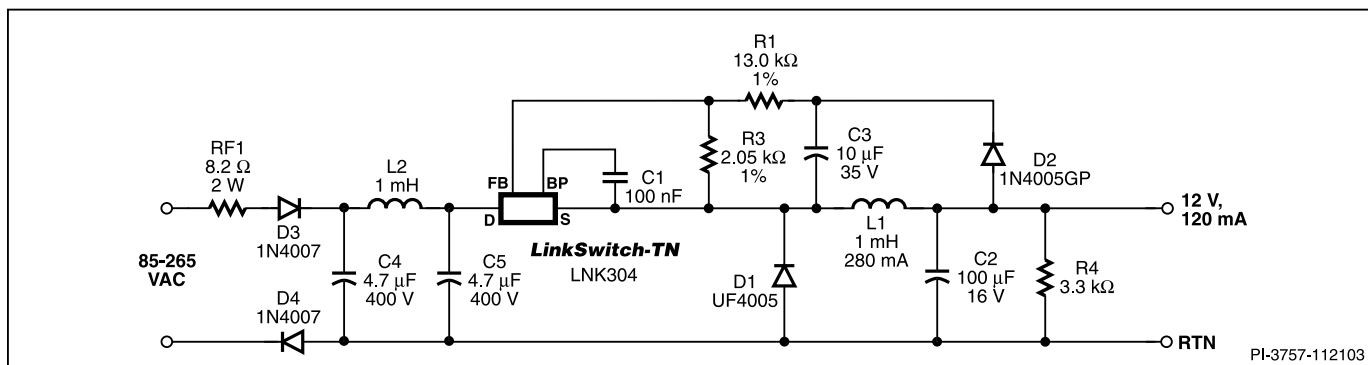 R1
13.0 kΩ
1%
RF1
8.2 Ω
2 W
L2
1 mH
FB
BP
D
S
C1
100 nF
R3
2.05 kΩ
1%
C3
10 µF
35 V
D2
1N4005GP
D3
1N4007
85-265
VAC
C4
4.7 µF
400 V
C5
4.7 µF
400 V
LinkSwitch-TN
LNK304
D1
UF4005
L1
1 mH
280 mA
C2
100 µF
16 V
R4
3.3 kΩ
12 V,
120 mA
D4
1N4007
RTN
PI-3757-112103